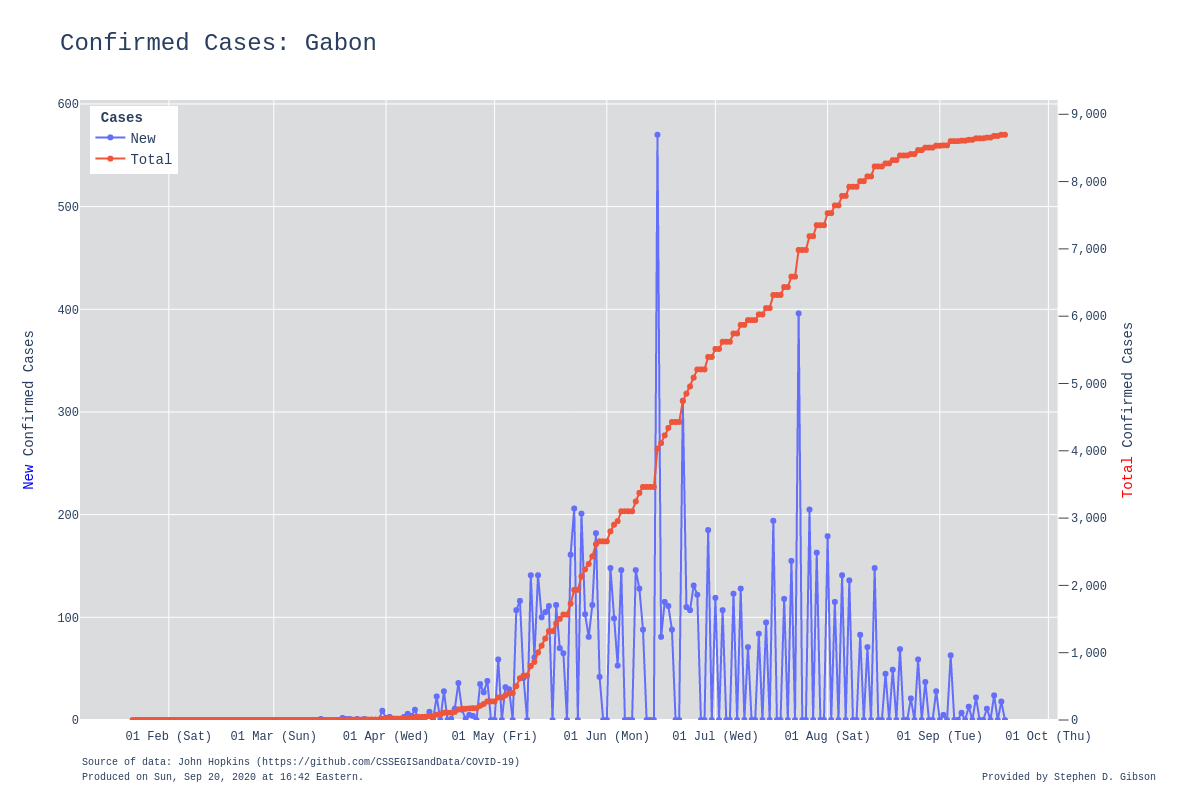 Confirmed Cases: Gabon
Cases
New
Total
600
500
400
300
200
100
0
9,000
8,000
7,000
6,000
5,000
4,000
3,000
2,000
1,000
0
New Confirmed Cases
Total Confirmed Cases
01 Feb (Sat) 01 Mar (Sun) 01 Apr (Wed) 01 May (Fri) 01 Jun (Mon) 01 Jul (Wed) 01 Aug (Sat) 01 Sep (Tue) 01 Oct (Thu)
Source of data: John Hopkins (https://github.com/CSSEGISandData/COVID-19)
Produced on Sun, Sep 20, 2020 at 16:42 Eastern.
Provided by Stephen D. Gibson